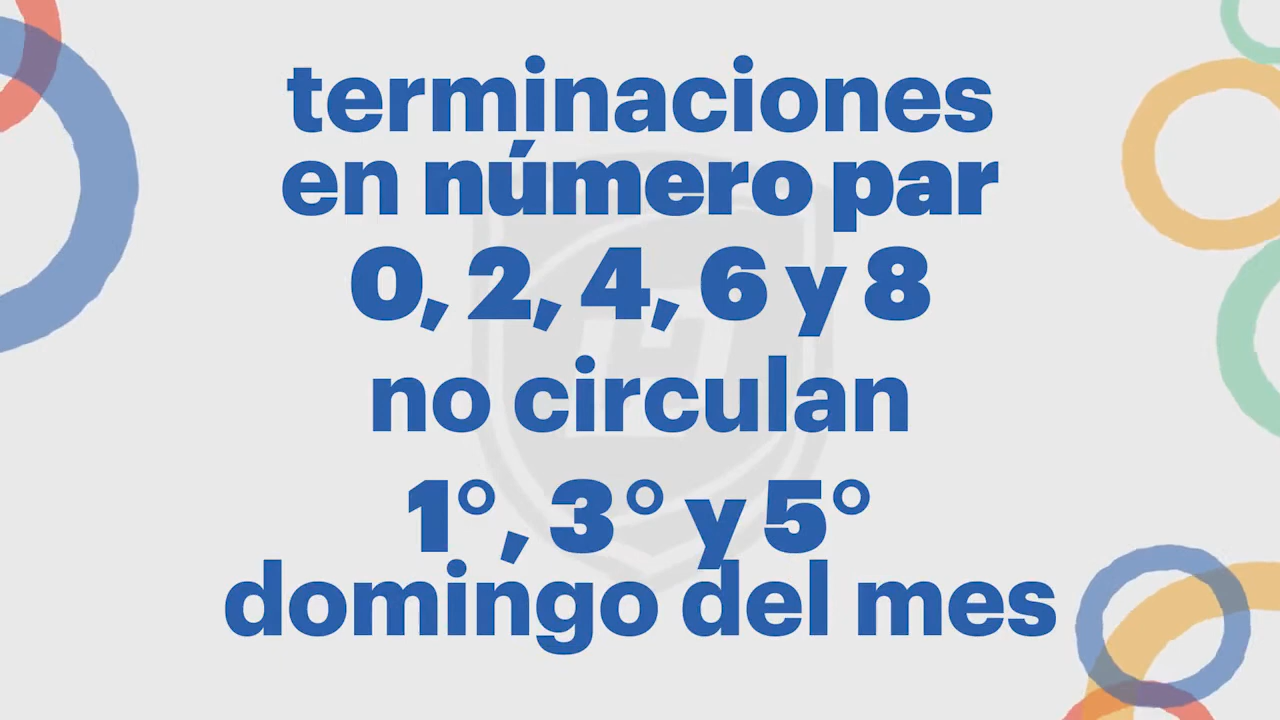 terminaciones
en número par
0, 2, 4, 6 y 8
no circulan
1°, 3° y 5°
domingo del mes